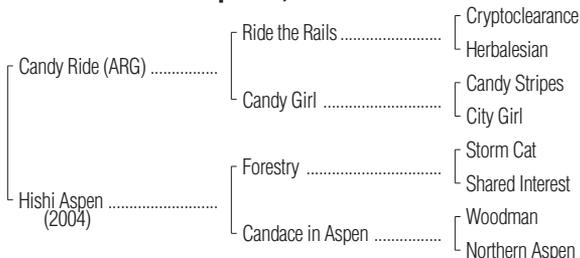 Cryptoclearance
Ride the Rails ........................
Herbalesian
Candy Ride (ARG) ................
Candy Stripes
Candy Girl ............................
City Girl
Storm Cat
Forestry ................................
Shared Interest
Hishi Aspen ..........................
(2004)
Woodman
Candace in Aspen ................
Northern Aspen